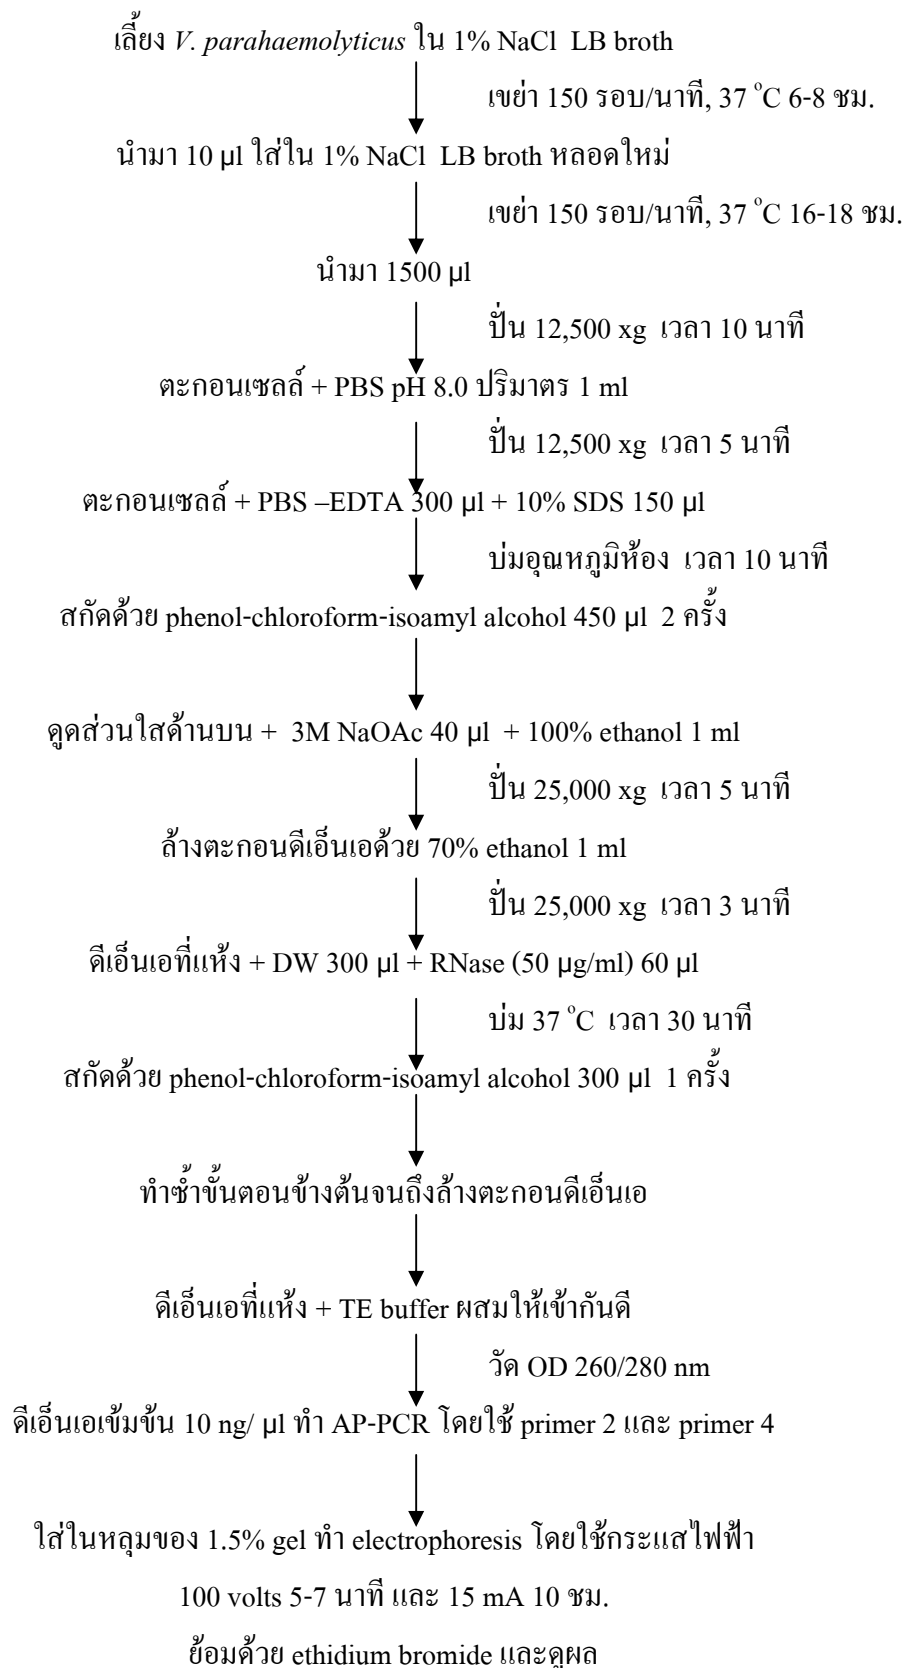 เลี้ยง V. parahaemolyticus ใน 1% NaCl LB broth
เขย่า 150 รอบ/นาที, 37 °C 6-8 ชม.
นำมา 10 µl ใส่ใน 1% NaCl LB broth หลอดใหม่
เขย่า 150 รอบ/นาที, 37 °C 16-18 ชม.
นำมา 1500 µl
ปั่น 12,500 xg เวลา 10 นาที
ตะกอนเซลล์ + PBS pH 8.0 ปริมาตร 1 ml
ปั่น 12,500 xg เวลา 5 นาที
ตะกอนเซลล์ + PBS –EDTA 300 µl + 10% SDS 150 µl
บ่มอุณหภูมิห้อง เวลา 10 นาที
สกัดด้วย phenol-chloroform-isoamyl alcohol 450 µl 2 ครั้ง
ดูดส่วนใสด้านบน + 3M NaOAc 40 µl + 100% ethanol 1 ml
ปั่น 25,000 xg เวลา 5 นาที
ล้างตะกอนดีเอ็นเอด้วย 70% ethanol 1 ml
ปั่น 25,000 xg เวลา 3 นาที
ดีเอ็นเอที่แห้ง + DW 300 µl + RNase (50 µg/ml) 60 µl
บ่ม 37 °C เวลา 30 นาที
สกัดด้วย phenol-chloroform-isoamyl alcohol 300 µl 1 ครั้ง
ทำซ้ำขั้นตอนข้างต้นจนถึงล้างตะกอนดีเอ็นเอ
ดีเอ็นเอที่แห้ง + TE buffer ผสมให้เข้ากันดี
วัด OD 260/280 nm
ดีเอ็นเอเข้มข้น 10 ng/ µl ทำ AP-PCR โดยใช้ primer 2 และ primer 4
ใส่ในหลุมของ 1.5% gel ทำ electrophoresis โดยใช้กระแสไฟฟ้า
100 volts 5-7 นาที และ 15 mA 10 ชม.
ย้อมด้วย ethidium bromide และดูผล